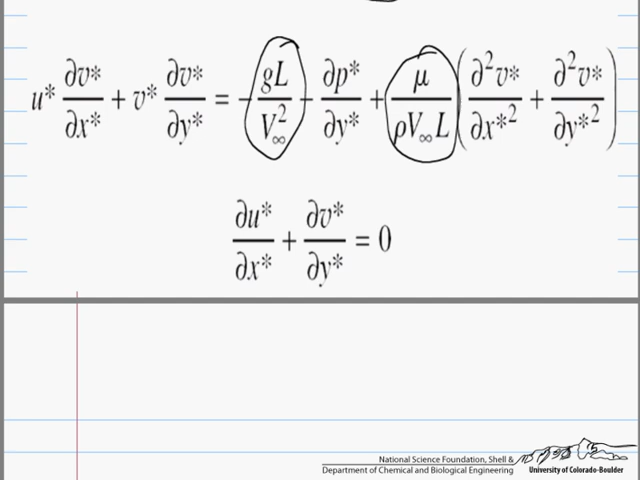 u* ∂v*/∂x* + v* ∂v*/∂y* = - gL/V∞² - ∂p*/∂y* + μ/ρV∞L (∂²v*/∂x*² + ∂²v*/∂y*²)
∂u*/∂x* + ∂v*/∂y* = 0
National Science Foundation, Shell &
Department of Chemical and Biological Engineering
University of Colorado-Boulder